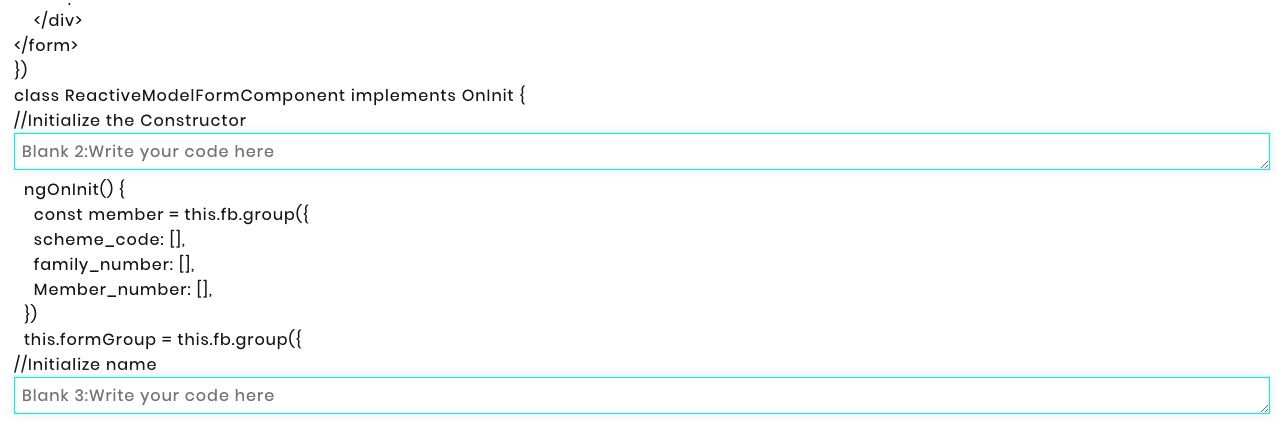 </div>
</form>
})
class ReactiveModelFormComponent implements OnInit {
//Initialize the Constructor
Blank 2:Write your code here
ngOnInit() {
const member = this.fb.group({
scheme_code: [],
family_number: [],
Member_number: [],
})
this.formGroup = this.fb.group({
//Initialize name
Blank 3:Write your code here